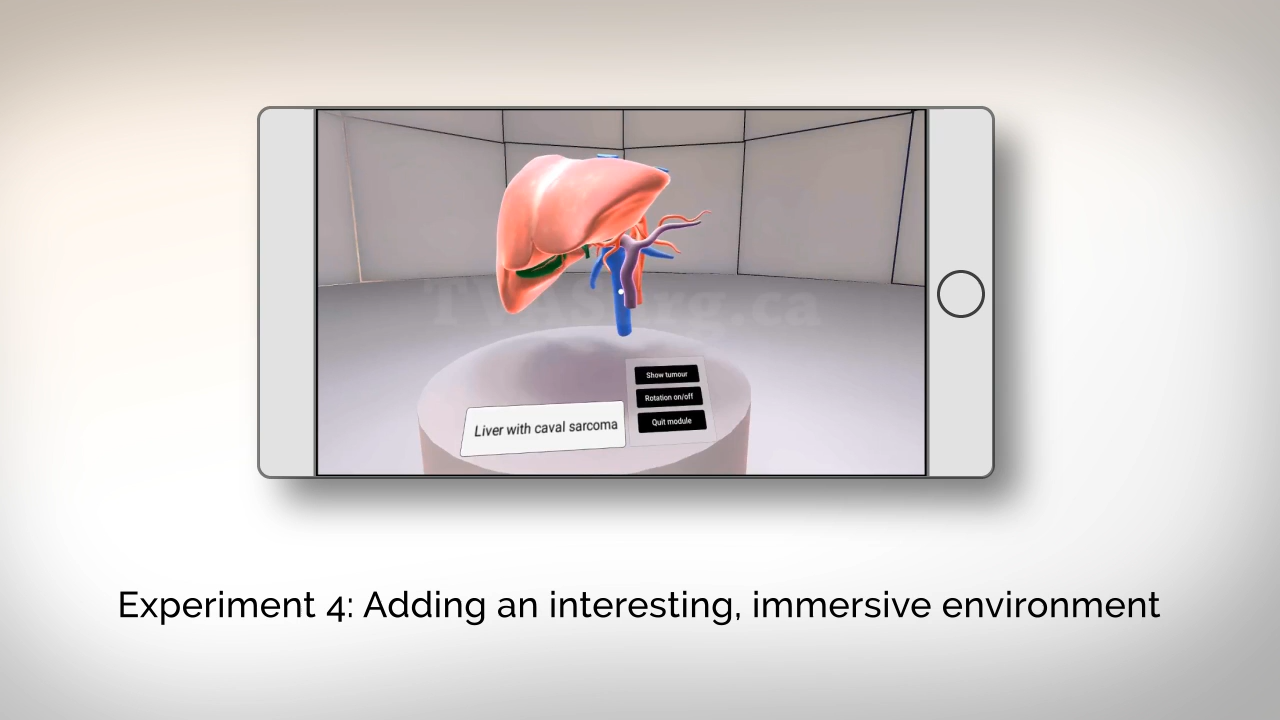 Show tumour
Rotation on/off
Quit module
Liver with caval sarcoma
Experiment 4: Adding an interesting, immersive environment